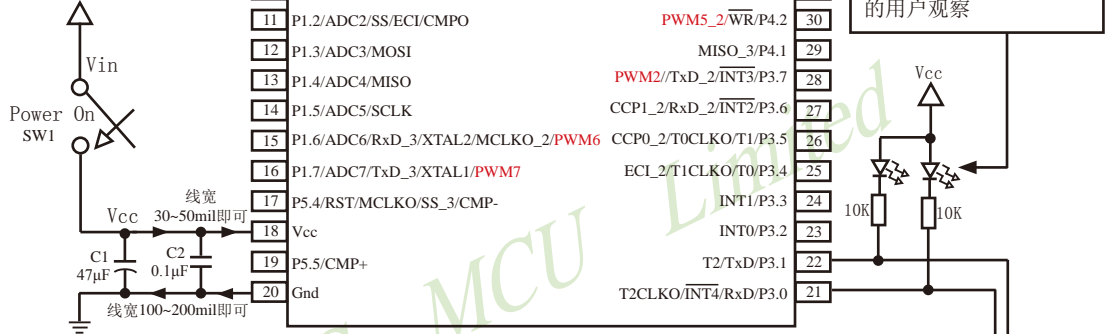 11 P1.2/ADC2/SS/ECI/CMPO
12 P1.3/ADC3/MOSI
13 P1.4/ADC4/MISO
14 P1.5/ADC5/SCLK
15 P1.6/ADC6/RxD_3/XTAL2/MCLKO_2/PWM6
16 P1.7/ADC7/TxD_3/XTAL1/PWM7
17 P5.4/RST/MCLKO/SS_3/CMP-
18 Vcc
19 P5.5/CMP+
20 Gnd
PWM5_2/WR/P4.2 30
MISO_3/P4.1 29
PWM2//TxD_2/INT3/P3.7 28
CCP1_2/RxD_2/INT2/P3.6 27
CCP0_2/T0CLKO/T1/P3.5 26
ECI_2/T1CLKO/T0/P3.4 25
INT1/P3.3 24
INT0/P3.2 23
T2/TxD/P3.1 22
T2CLKO/INT4/RxD/P3.0 21
Vin
Power On
SW1
Vcc
线宽
30~50mil即可
C1
47μF
C2
0.1μF
线宽100~200mil即可
的用户观察
Vcc
10K
10K
MCU Limited